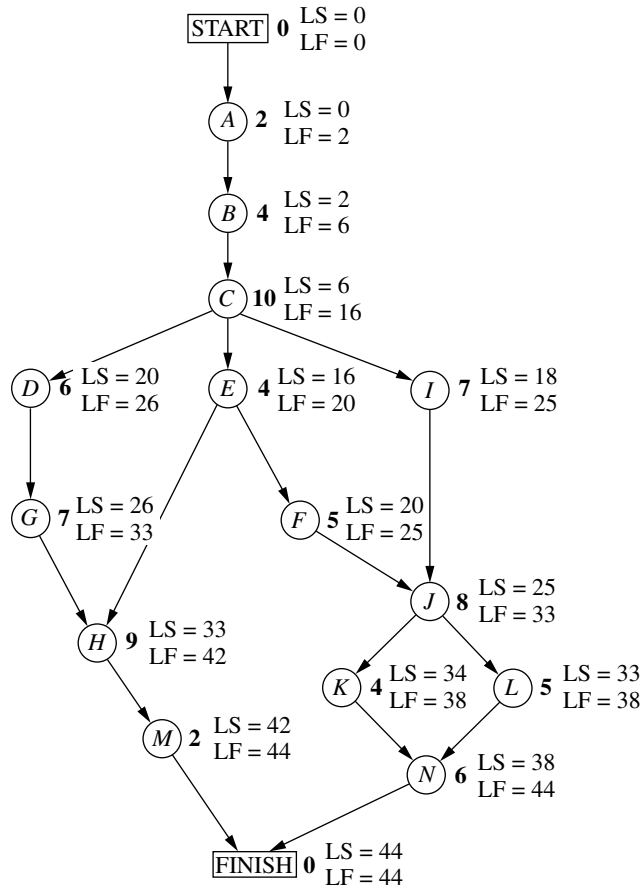 START 0 LS = 0
LF = 0
A 2 LS = 0
LF = 2
B 4 LS = 2
LF = 6
C 10 LS = 6
LF = 16
D 6 LS = 20
LF = 26
E 4 LS = 16
LF = 20
I 7 LS = 18
LF = 25
G 7 LS = 26
LF = 33
F 5 LS = 20
LF = 25
J 8 LS = 25
LF = 33
H 9 LS = 33
LF = 42
K 4 LS = 34
LF = 38
L 5 LS = 33
LF = 38
M 2 LS = 42
LF = 44
N 6 LS = 38
LF = 44
FINISH 0 LS = 44
LF = 44